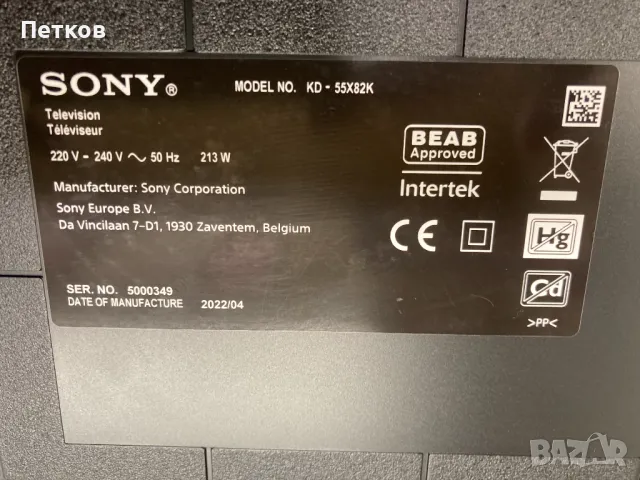 Петков
SONY®
MODEL NO. KD - 55X82K
Television
Téléviseur
220 V - 240 V ~ 50 Hz 213 W
BEAB
Approved
Intertek
Manufacturer: Sony Corporation
Sony Europe B.V.
Da Vincilaan 7-D1, 1930 Zaventem, Belgium
CE
Hg
Cd
>PP<
SER. NO. 5000349
DATE OF MANUFACTURE 2022/04
BAZAR